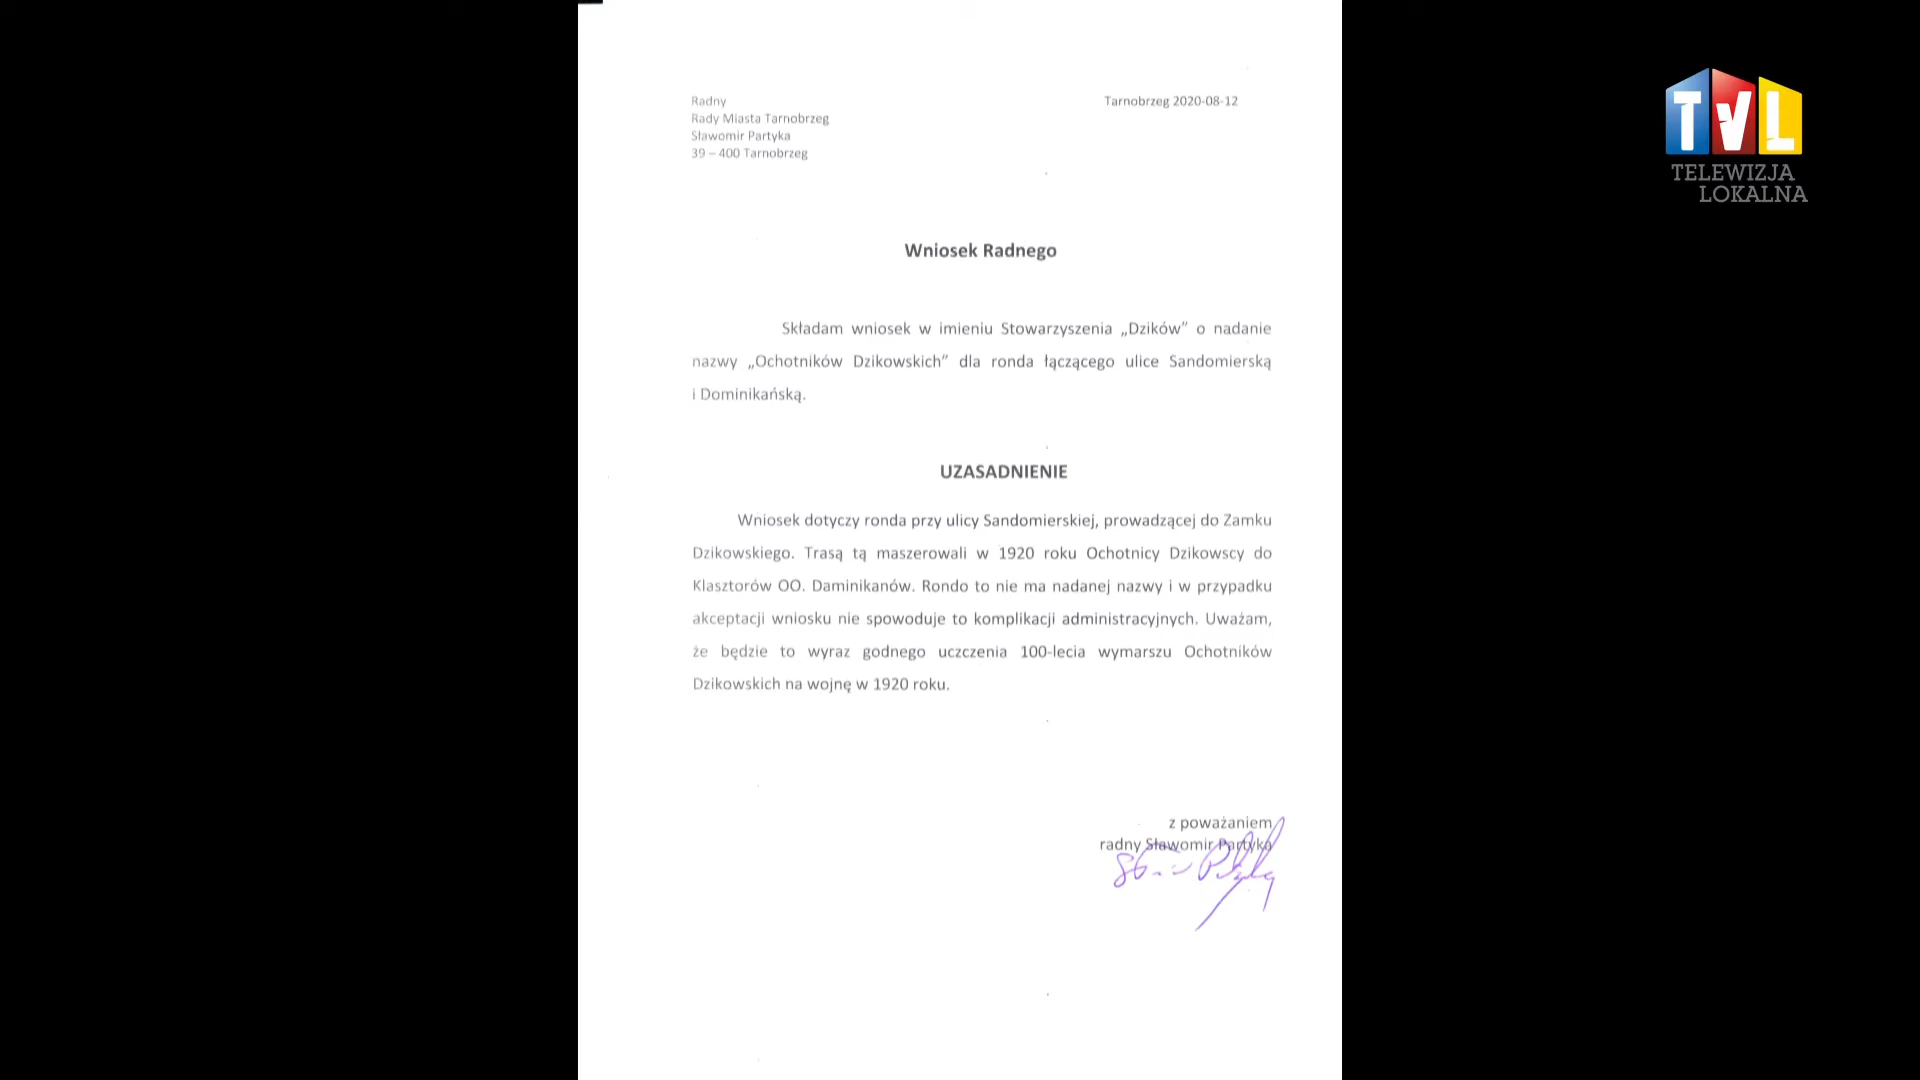 Radny
Rady Miasta Tarnobrzeg
Sławomir Partyka
39 – 400 Tarnobrzeg
Tarnobrzeg 2020-08-12
TVL
TELEWIZJA
LOKALNA
Wniosek Radnego
Składam wniosek w imieniu Stowarzyszenia „Dzików” o nadanie
nazwy „Ochotników Dzikowskich” dla ronda łączącego ulice Sandomierską
i Dominikańską.
UZASADNIENIE
Wniosek dotyczy ronda przy ulicy Sandomierskiej, prowadzącej do Zamku
Dzikowskiego. Trasą tą maszerowali w 1920 roku Ochotnicy Dzikowscy do
Klasztorów OO. Daminikanów. Rondo to nie ma nadanej nazwy i w przypadku
akceptacji wniosku nie spowoduje to komplikacji administracyjnych. Uważam,
że będzie to wyraz godnego uczczenia 100-lecia wymarszu Ochotników
Dzikowskich na wojnę w 1920 roku.
z poważaniem
radny Sławomir Partyka